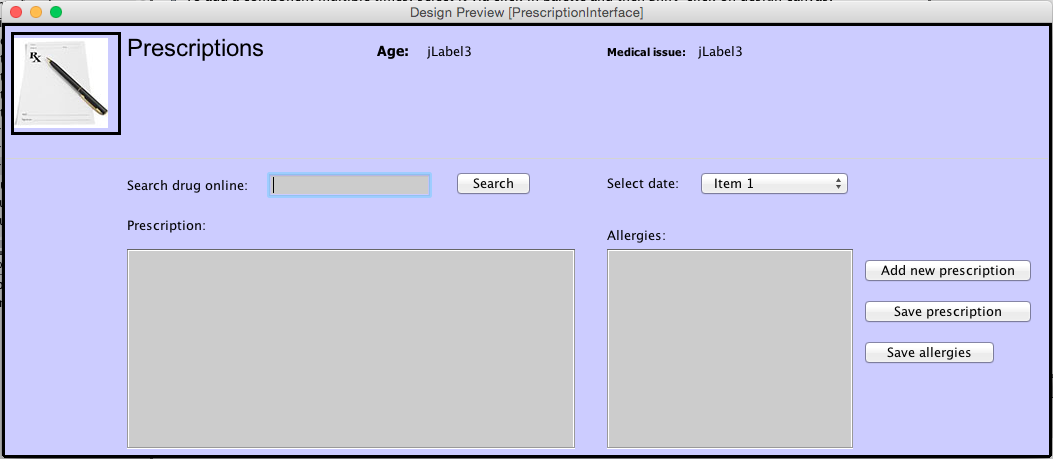 Design Preview [PrescriptionInterface]
Rx
Prescriptions
Age: jLabel3
Medical issue: jLabel3
Search drug online:
Search
Select date: Item 1
Prescription:
Allergies:
Add new prescription
Save prescription
Save allergies